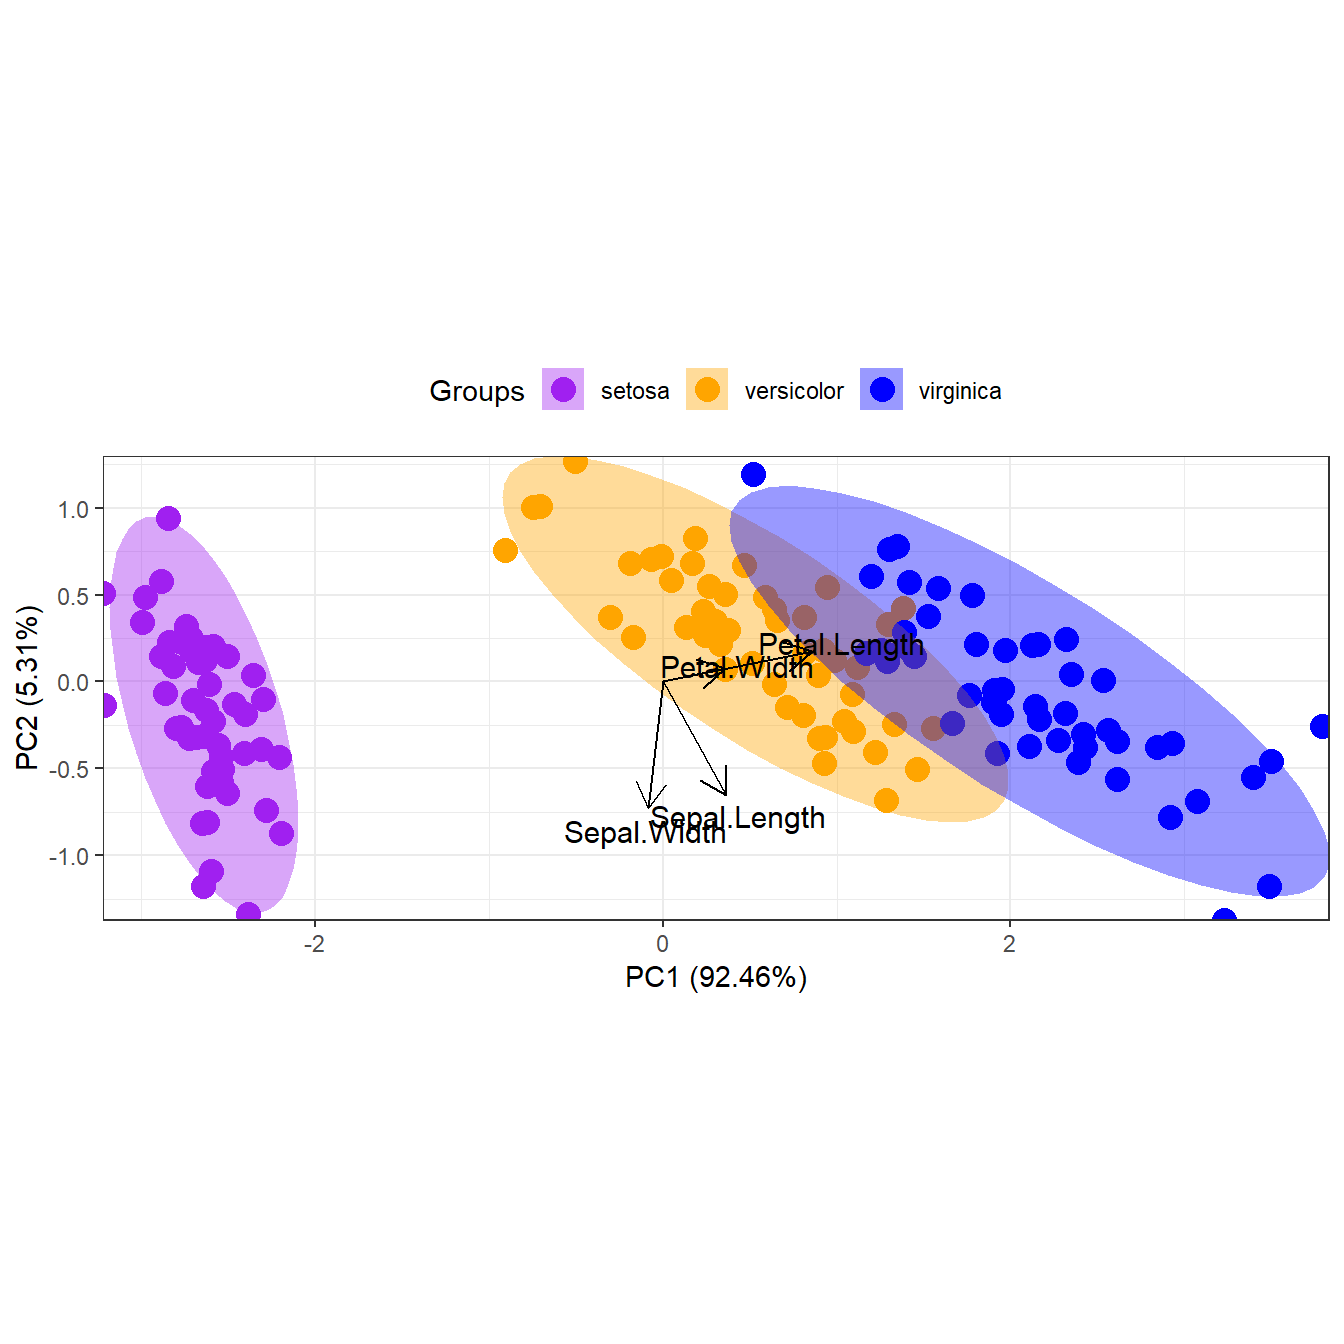 Groups setosa versicolor virginica
1.0
0.5
0.0
-0.5
-1.0
PC2 (5.31%)
Petal.Length
Petal.Width
Sepal.Length
Sepal.Width
-2 0 2
PC1 (92.46%)